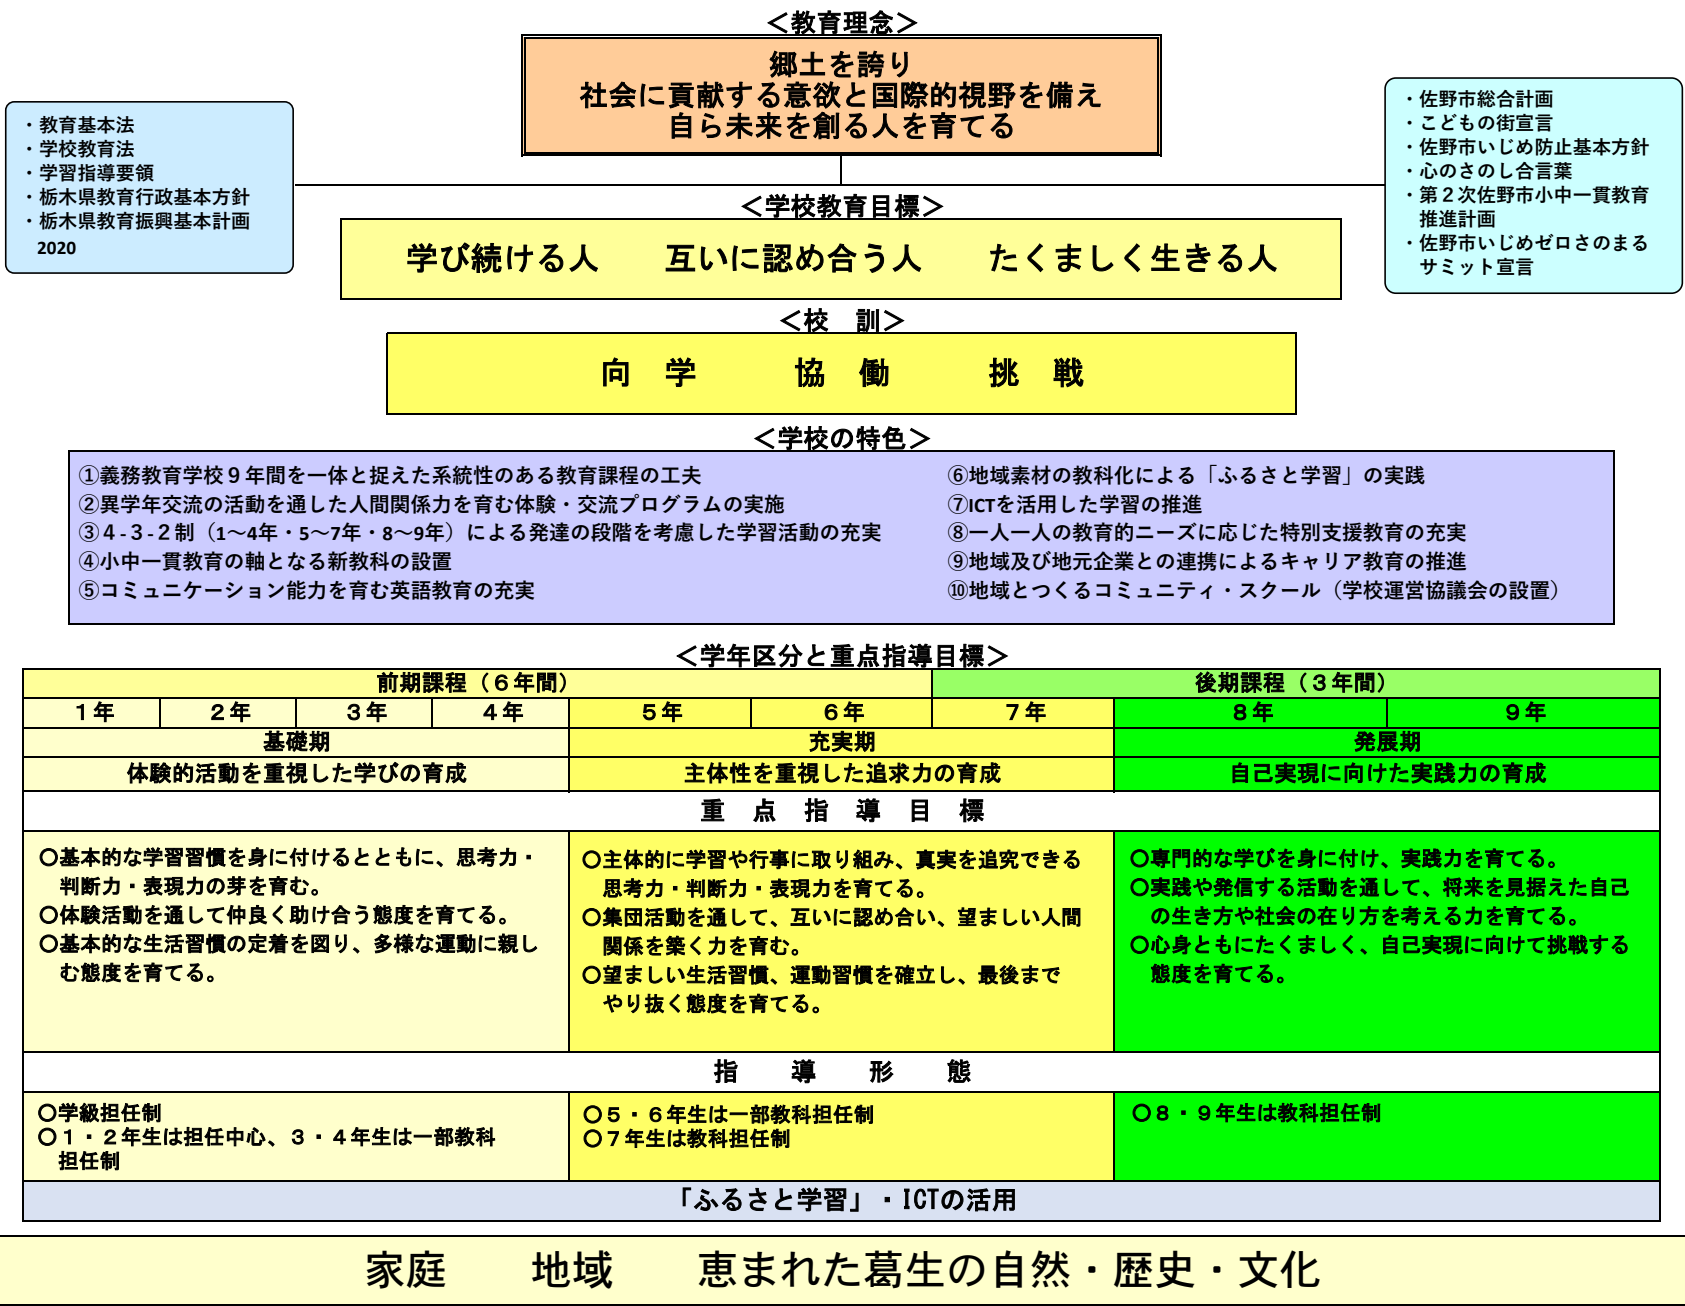 ＜教育理念＞
郷土を誇り
社会に貢献する意欲と国際的視野を備え
自ら未来を創る人を育てる
・教育基本法
・学校教育法
・学習指導要領
・栃木県教育行政基本方針
・栃木県教育振興基本計画
2020
・佐野市総合計画
・こどもの街宣言
・佐野市いじめ防止基本方針
・心のさのし合言葉
・第２次佐野市小中一貫教育
推進計画
・佐野市いじめゼロさのまる
サミット宣言
＜学校教育目標＞
学び続ける人　　互いに認め合う人　　たくましく生きる人
＜校　訓＞
向　学　　　協　働　　　挑　戦
＜学校の特色＞
①義務教育学校９年間を一体と捉えた系統性のある教育課程の工夫
②異学年交流の活動を通した人間関係力を育む体験・交流プログラムの実施
③４-３-２制（1～4年・5～7年・8～9年）による発達の段階を考慮した学習活動の充実
④小中一貫教育の軸となる新教科の設置
⑤コミュニケーション能力を育む英語教育の充実
⑥地域素材の教科化による「ふるさと学習」の実践
⑦ICTを活用した学習の推進
⑧一人一人の教育的ニーズに応じた特別支援教育の充実
⑨地域及び地元企業との連携によるキャリア教育の推進
⑩地域とつくるコミュニティ・スクール（学校運営協議会の設置）
＜学年区分と重点指導目標＞
前期課程（６年間）　後期課程（３年間）
１年　２年　３年　４年　５年　６年　７年　８年　９年
基礎期　充実期　発展期
体験的活動を重視した学びの育成　主体性を重視した追求力の育成　自己実現に向けた実践力の育成
重　点　指　導　目　標
〇基本的な学習習慣を身に付けるとともに、思考力・
判断力・表現力の芽を育む。
〇体験活動を通して仲良く助け合う態度を育てる。
〇基本的な生活習慣の定着を図り、多様な運動に親し
む態度を育てる。
〇主体的に学習や行事に取り組み、真実を追究できる
思考力・判断力・表現力を育てる。
〇集団活動を通して、互いに認め合い、望ましい人間
関係を築く力を育む。
〇望ましい生活習慣、運動習慣を確立し、最後まで
やり抜く態度を育てる。
〇専門的な学びを身に付け、実践力を育てる。
〇実践や発信する活動を通して、将来を見据えた自己
の生き方や社会の在り方を考える力を育てる。
〇心身ともにたくましく、自己実現に向けて挑戦する
態度を育てる。
指　導　形　態
〇学級担任制
〇１・２年生は担任中心、３・４年生は一部教科
担任制
〇５・６年生は一部教科担任制
〇７年生は教科担任制
〇８・９年生は教科担任制
「ふるさと学習」・ICTの活用
家庭　　地域　　恵まれた葛生の自然・歴史・文化